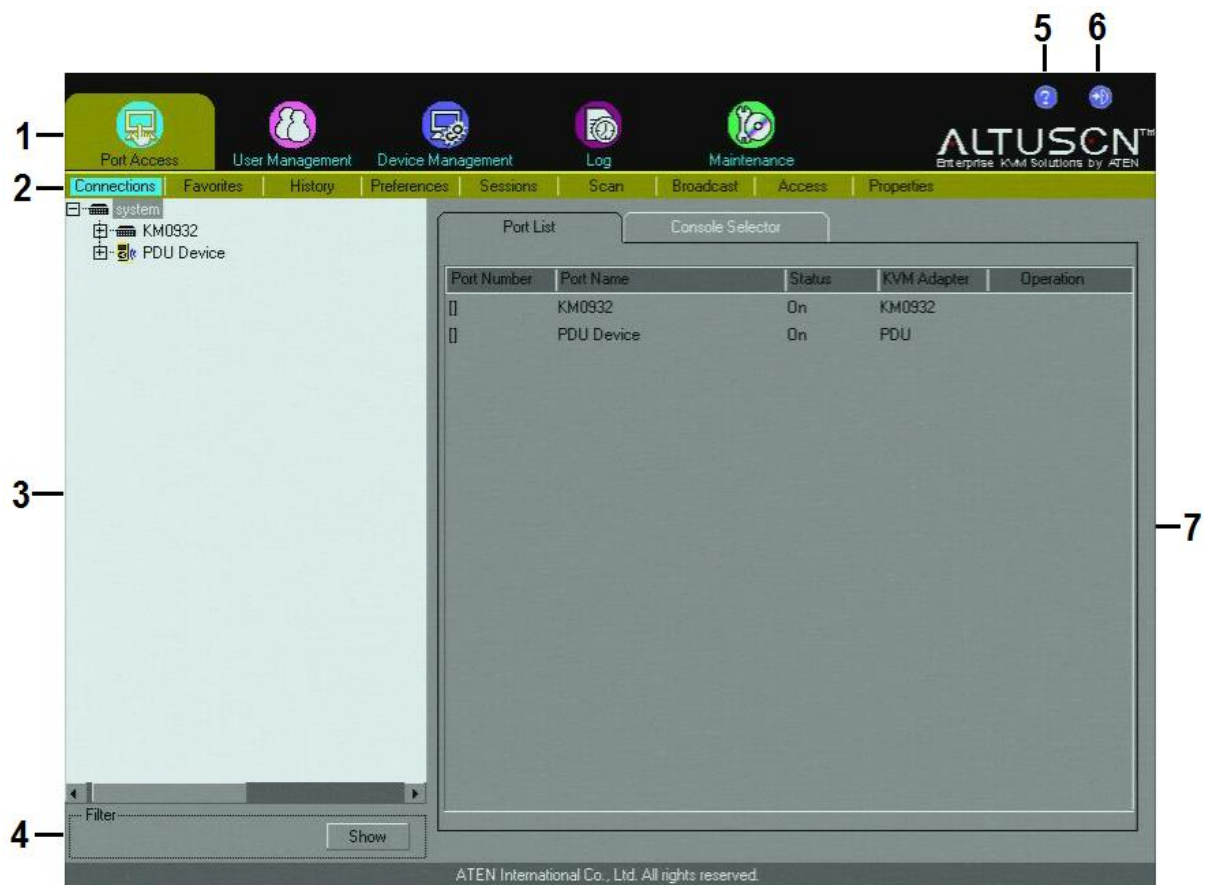 5 6
1
Port Access User Management Device Management Log Maintenance
ALTUSCN™
Enterprise KVM Solutions by ATEN
2
Connections Favorites History Preferences Sessions Scan Broadcast Access Properties
system
KM0932
PDU Device
Port List Console Selector
Port Number Port Name Status KVM Adapter Operation
[] KM0932 On KM0932
[] PDU Device On PDU
3
7
Filter
4
Show
ATEN International Co., Ltd. All rights reserved.